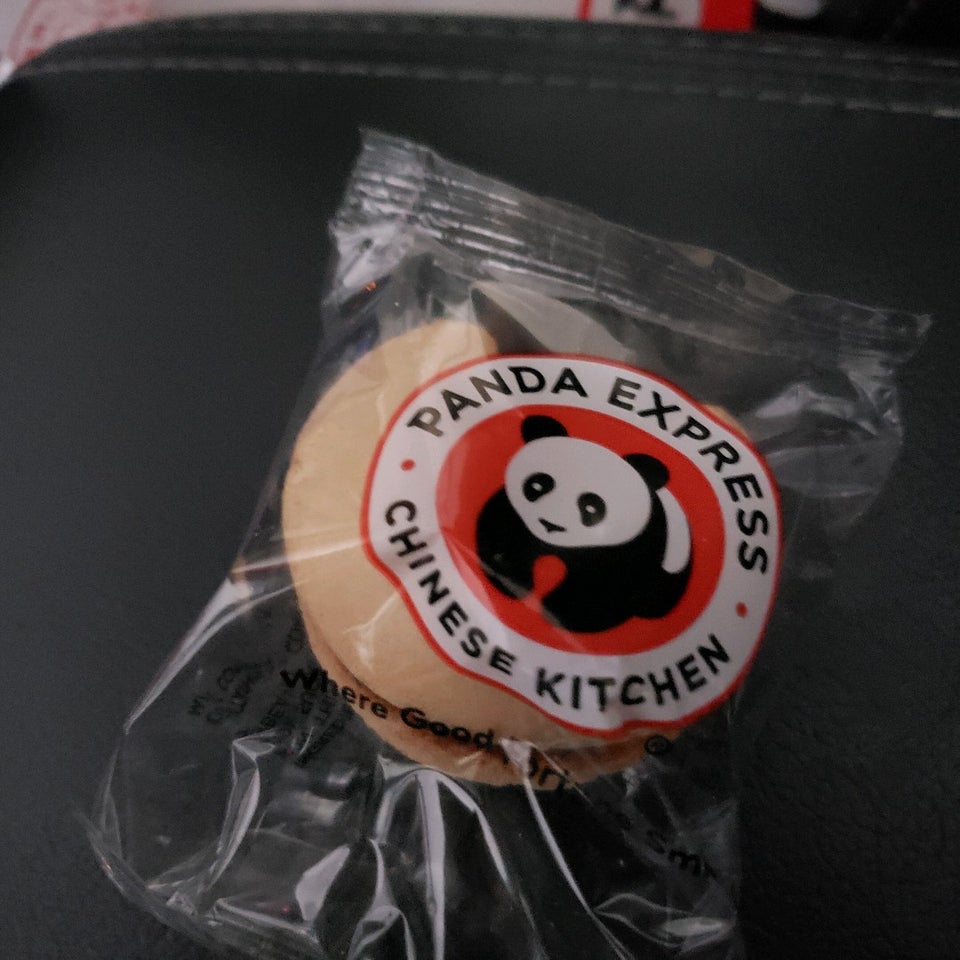 PANDA EXPRESS
CHINESE KITCHEN
Where Good